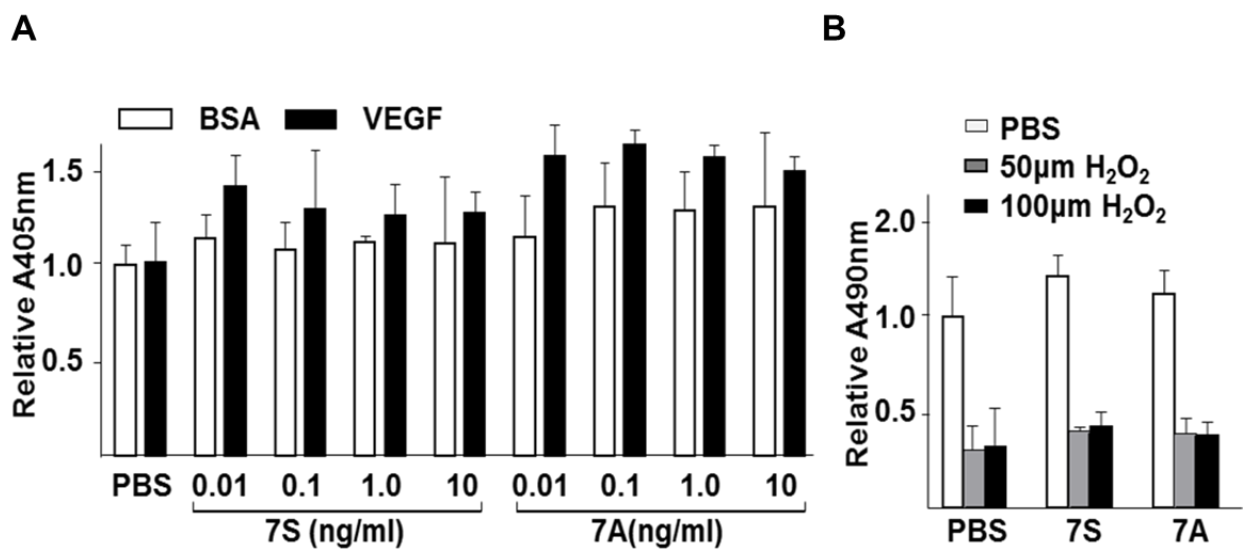 A
BSA VEGF
Relative A405nm
1.5
1.0
0.5
PBS 0.01 0.1 1.0 10 0.01 0.1 1.0 10
7S (ng/ml) 7A(ng/ml)
B
PBS
50µm H₂O₂
100µm H₂O₂
Relative A490nm
2.0
1.0
0.5
PBS 7S 7A